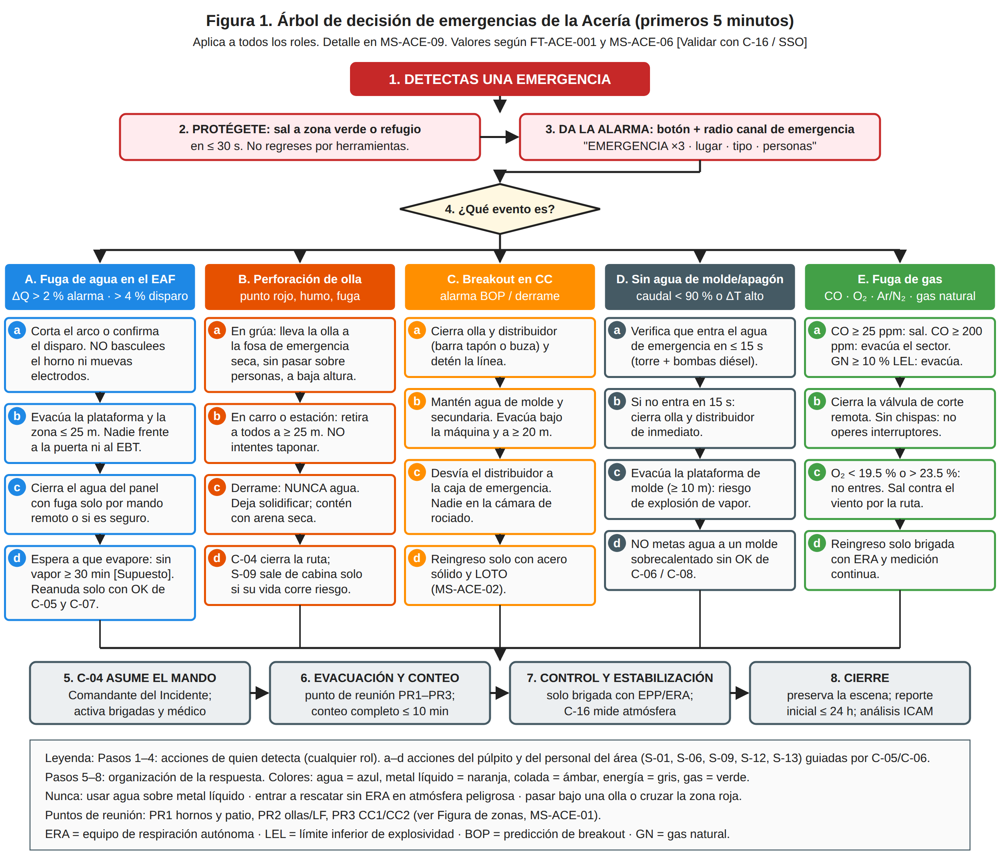 Figura 1. Árbol de decisión de emergencias de la Acería (primeros 5 minutos)
Aplica a todos los roles. Detalle en MS-ACE-09. Valores según FT-ACE-001 y MS-ACE-06 [Validar con C-16 / SSO]
1. DETECTAS UNA EMERGENCIA
2. PROTÉGETE: sal a zona verde o refugio
en ≤ 30 s. No regreses por herramientas.
3. DA LA ALARMA: botón + radio canal de emergencia
"EMERGENCIA ×3 · lugar · tipo · personas"
4. ¿Qué evento es?
A. Fuga de agua en el EAF
ΔQ > 2 % alarma · > 4 % disparo
a
Corta el arco o confirma
el disparo. NO basculees
el horno ni muevas
electrodos.
b
Evacúa la plataforma y la
zona ≤ 25 m. Nadie frente
a la puerta ni al EBT.
c
Cierra el agua del panel
con fuga solo por mando
remoto o si es seguro.
d
Espera a que evapore: sin
vapor ≥ 30 min [Supuesto].
Reanuda solo con OK de
C-05 y C-07.
B. Perforación de olla
punto rojo, humo, fuga
a
En grúa: lleva la olla a
la fosa de emergencia
seca, sin pasar sobre
personas, a baja altura.
b
En carro o estación: retira
a todos a ≥ 25 m. NO
intentes taponar.
c
Derrame: NUNCA agua.
Deja solidificar; contén
con arena seca.
d
C-04 cierra la ruta;
S-09 sale de cabina solo
si su vida corre riesgo.
C. Breakout en CC
alarma BOP / derrame
a
Cierra olla y distribuidor
(barra tapón o buza) y
detén la línea.
b
Mantén agua de molde y
secundaria. Evacúa bajo
la máquina y a ≥ 20 m.
c
Desvía el distribuidor a
la caja de emergencia.
Nadie en la cámara de
rociado.
d
Reingreso solo con acero
sólido y LOTO
(MS-ACE-02).
D. Sin agua de molde/apagón
caudal < 90 % o ΔT alto
a
Verifica que entra el agua
de emergencia en ≤ 15 s
(torre + bombas diésel).
b
Si no entra en 15 s:
cierra olla y distribuidor
de inmediato.
c
Evacúa la plataforma de
molde (≥ 10 m): riesgo
de explosión de vapor.
d
NO metas agua a un molde
sobrecalentado sin OK de
C-06 / C-08.
E. Fuga de gas
CO · O₂ · Ar/N₂ · gas natural
a
CO ≥ 25 ppm: sal. CO ≥ 200
ppm: evacúa el sector.
GN ≥ 10 % LEL: evacúa.
b
Cierra la válvula de corte
remota. Sin chispas: no
operes interruptores.
c
O₂ < 19.5 % o > 23.5 %:
no entres. Sal contra el
viento por la ruta.
d
Reingreso solo brigada
con ERA y medición
continua.
5. C-04 ASUME EL MANDO
Comandante del Incidente;
activa brigadas y médico
6. EVACUACIÓN Y CONTEO
punto de reunión PR1–PR3;
conteo completo ≤ 10 min
7. CONTROL Y ESTABILIZACIÓN
solo brigada con EPP/ERA;
C-16 mide atmósfera
8. CIERRE
preserva la escena; reporte
inicial ≤ 24 h; análisis ICAM
Leyenda: Pasos 1–4: acciones de quien detecta (cualquier rol). a–d acciones del púlpito y del personal del área (S-01, S-06, S-09, S-12, S-13) guiadas por C-05/C-06.
Pasos 5–8: organización de la respuesta. Colores: agua = azul, metal líquido = naranja, colada = ámbar, energía = gris, gas = verde.
Nunca: usar agua sobre metal líquido · entrar a rescatar sin ERA en atmósfera peligrosa · pasar bajo una olla o cruzar la zona roja.
Puntos de reunión: PR1 hornos y patio, PR2 ollas/LF, PR3 CC1/CC2 (ver Figura de zonas, MS-ACE-01).
ERA = equipo de respiración autónoma · LEL = límite inferior de explosividad · BOP = predicción de breakout · GN = gas natural.